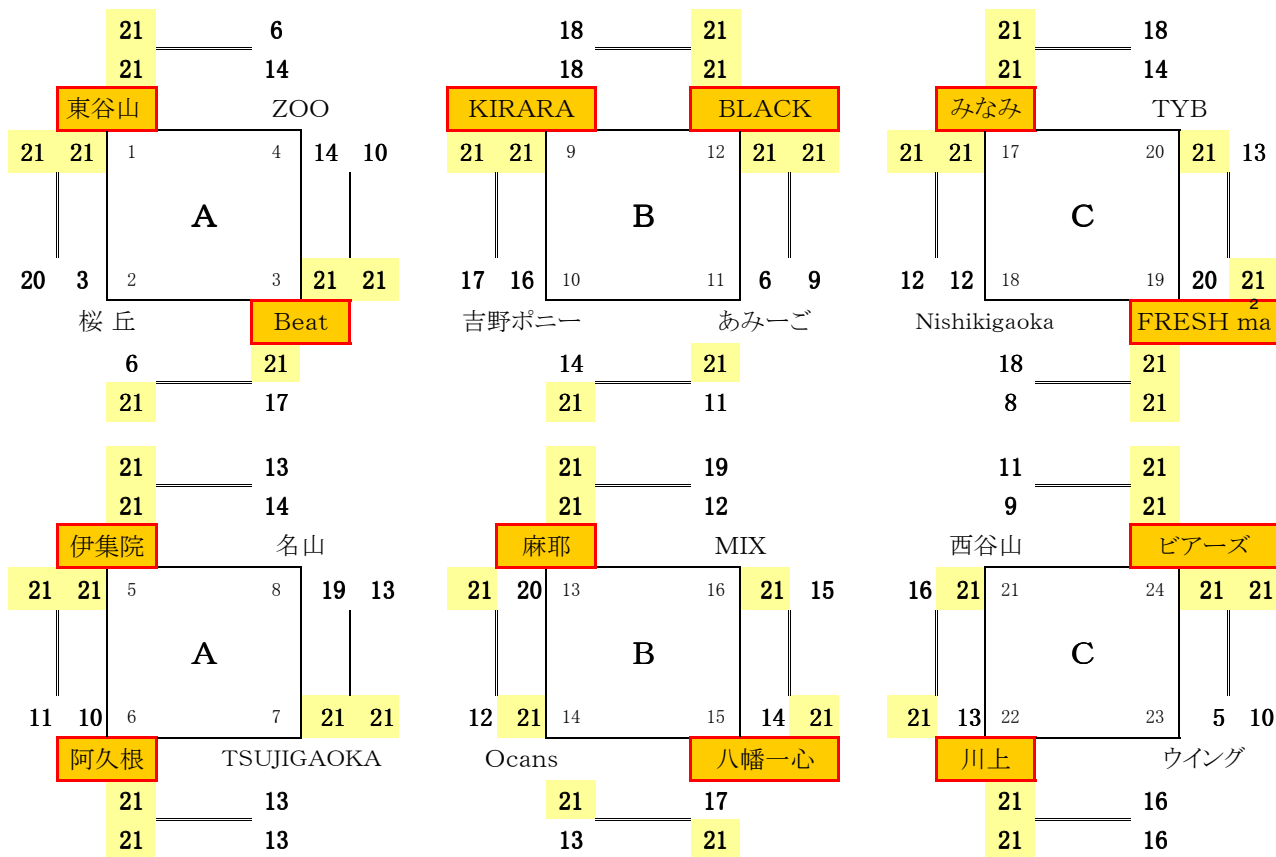 21 6 18 21 21 18
21 14 18 21 21 14
東谷山 ZOO KIRARA BLACK みなみ TYB
21 21 1 4 14 10 21 21 9 12 21 21 21 21 17 20 21 13
A B C
20 3 2 3 21 21 17 16 10 11 6 9 12 12 18 19 20 21
桜 丘 Beat 吉野ポニー あみーご Nishikigaoka FRESH ma²
6 21 14 21 18 21
21 17 21 11 8 21
21 13 21 19 11 21
21 14 21 12 9 21
伊集院 名山 麻耶 MIX 西谷山 ビアーズ
21 21 5 8 19 13 21 20 13 16 21 15 16 21 21 24 21 21
A B C
11 10 6 7 21 21 12 21 14 15 14 21 21 13 22 23 5 10
阿久根 TSUJIGAOKA Ocans 八幡一心 川上 ウイング
21 13 21 17 21 16
21 13 13 21 21 16